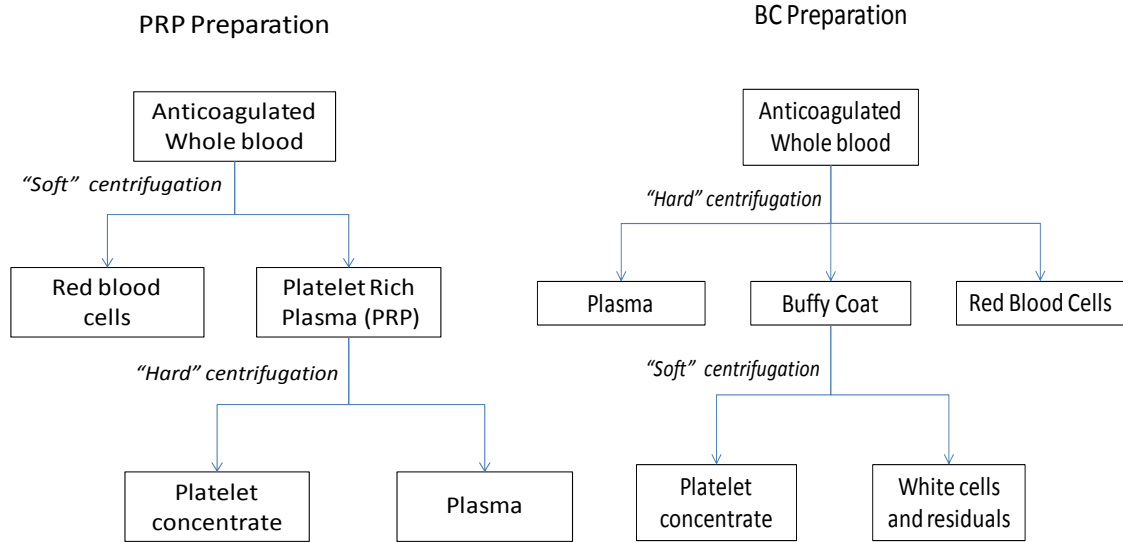 PRP Preparation
Anticoagulated
Whole blood
“Soft” centrifugation
Red blood
cells
Platelet Rich
Plasma (PRP)
“Hard” centrifugation
Platelet
concentrate
Plasma
BC Preparation
Anticoagulated
Whole blood
“Hard” centrifugation
Plasma
Buffy Coat
Red Blood Cells
“Soft” centrifugation
Platelet
concentrate
White cells
and residuals